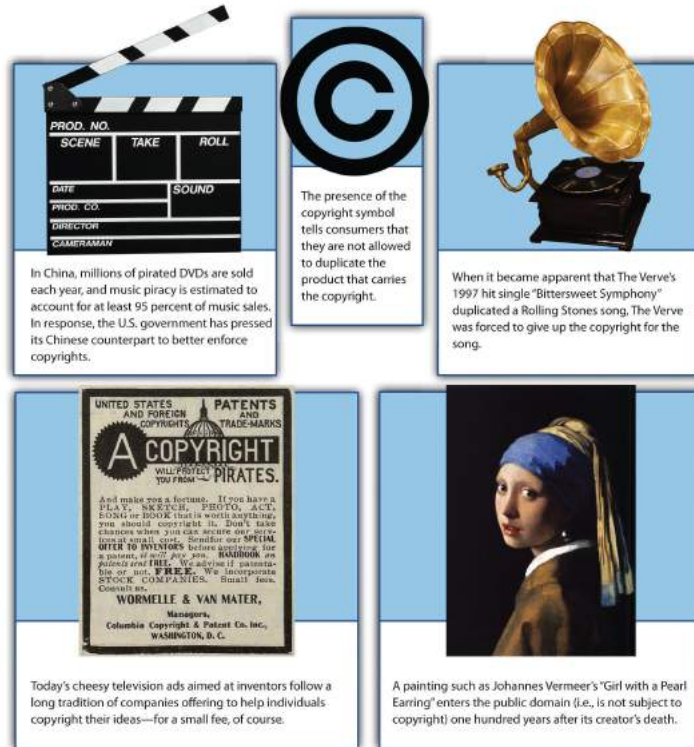 PROD. NO.
SCENE TAKE ROLL
DATE
SOUND
PROD. CO.
DIRECTOR
CAMERAMAN
In China, millions of pirated DVDs are sold
each year, and music piracy is estimated to
account for at least 95 percent of music sales.
In response, the U.S. government has pressed
its Chinese counterpart to better enforce
copyrights.
©
The presence of the
copyright symbol
tells consumers that
they are not allowed
to duplicate the
product that carries
the copyright.
When it became apparent that The Verve's
1997 hit single "Bittersweet Symphony"
duplicated a Rolling Stones song, The Verve
was forced to give up the copyright for the
song.
UNITED STATES
AND FOREIGN
COPYRIGHTS
PATENTS
AND
TRADE-MARKS
A COPYRIGHT
WILL PROTECT
YOU FROM
PIRATES.
And make you a fortune. If you have a
PLAY, SKETCH, PHOTO, ACT,
SONG or BOOK that is worth anything,
you should copyright it. Don't take
chances when you can secure our serv-
ices at small cost. Send for our SPECIAL
OFFER TO INVENTORS before applying for
a patent, it will pay you. HANDBOOK on
patents sent FREE. We advise if patenta-
ble or not, FREE. We incorporate
STOCK COMPANIES. Small fees.
Consult us.
WORMELLE & VAN MATER,
Managers,
Columbia Copyright & Patent Co. Inc.,
WASHINGTON, D. C.
Today's cheesy television ads aimed at inventors follow a
long tradition of companies offering to help individuals
copyright their ideas—for a small fee, of course.
A painting such as Johannes Vermeer's "Girl with a Pearl
Earring" enters the public domain (i.e., is not subject to
copyright) one hundred years after its creator's death.